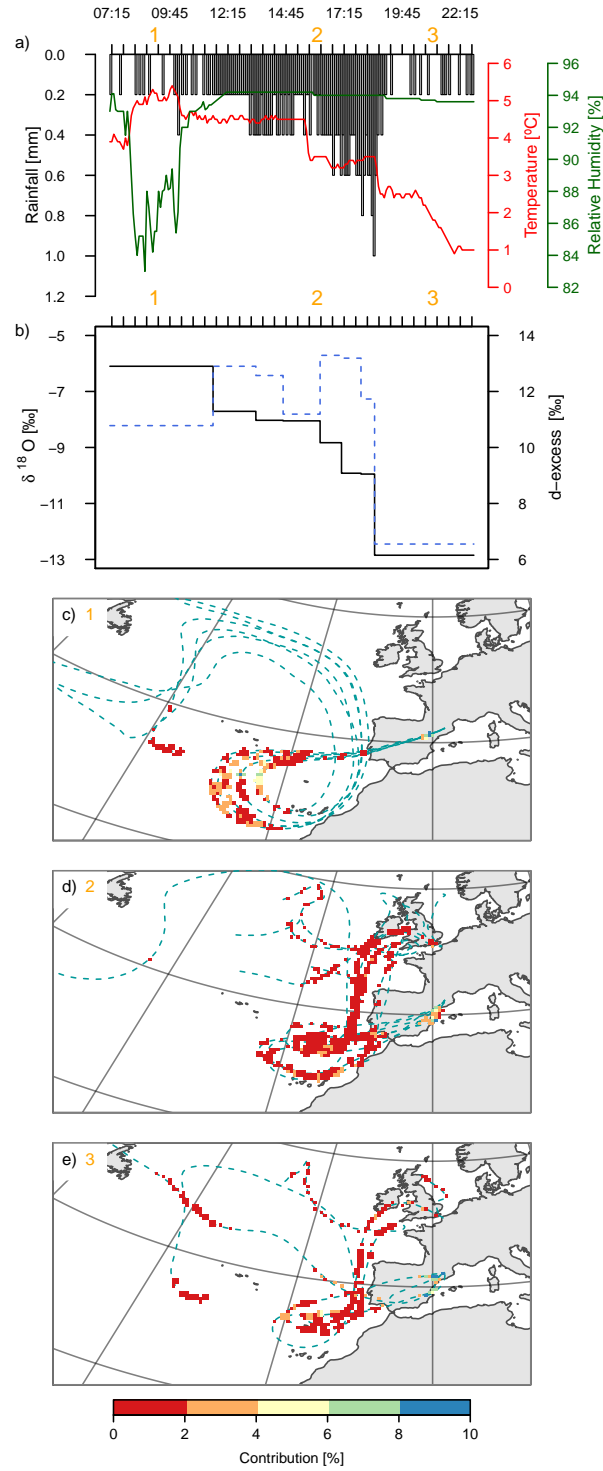 07:15 09:45 12:15 14:45 17:15 19:45 22:15
1 2 3
a)
0.0 0.2 0.4 0.6 0.8 1.0 1.2
Rainfall [mm]
6 5 4 3 2 1 0
Temperature [ºC]
96 94 92 90 88 86 84 82
Relative Humidity [%]
1 2 3
b)
−5 −7 −9 −11 −13
δ 18 O [‰]
14 13 12 11 10 9 8 6
d−excess [‰]
c) 1
d) 2
e) 3
0 2 4 6 8 10
Contribution [%]